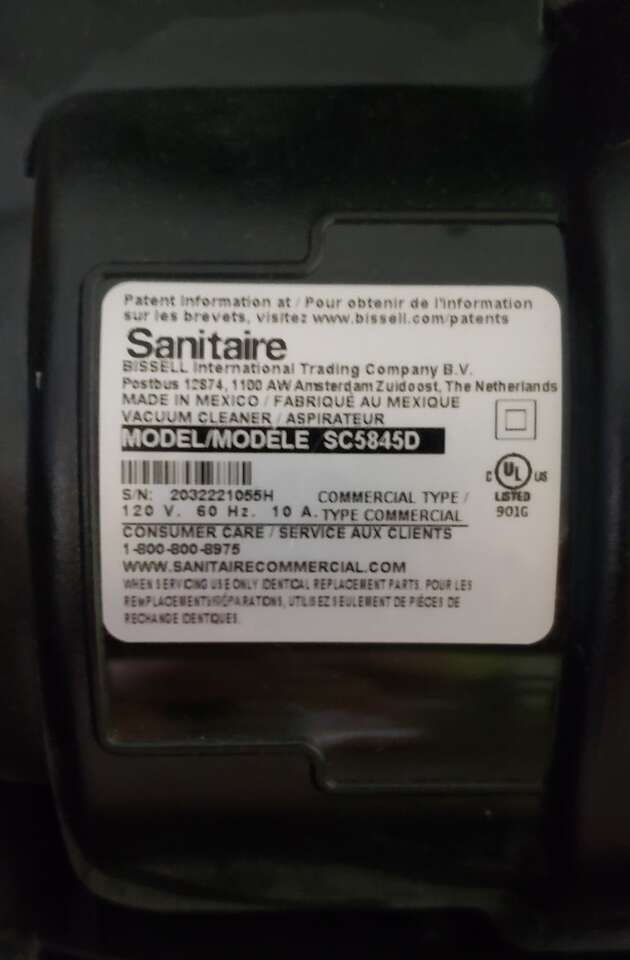 Patent Information at / Pour obtenir de l'information
sur les brevets, visitez www.bissell.com/patents
Sanitaire
BISSELL International Trading Company B.V.
Postbus 12874, 1100 AW Amsterdam Zuidoost, The Netherlands
MADE IN MEXICO / FABRIQUÉ AU MEXIQUE
VACUUM CLEANER / ASPIRATEUR
MODEL/MODÈLE SC5845D
S/N: 2032221055H
COMMERCIAL TYPE /
120 V. 60 Hz. 10 A. TYPE COMMERCIAL
C UL US
LISTED
901G
CONSUMER CARE / SERVICE AUX CLIENTS
1-800-800-8975
WWW.SANITAIRECOMMERCIAL.COM
WHEN SERVICING USE ONLY IDENTICAL REPLACEMENT PARTS. POUR LES
REMPLACEMENTS/RÉPARATIONS, UTILISEZ SEULEMENT DE PIÈCES DE
RECHANGE IDENTIQUES.